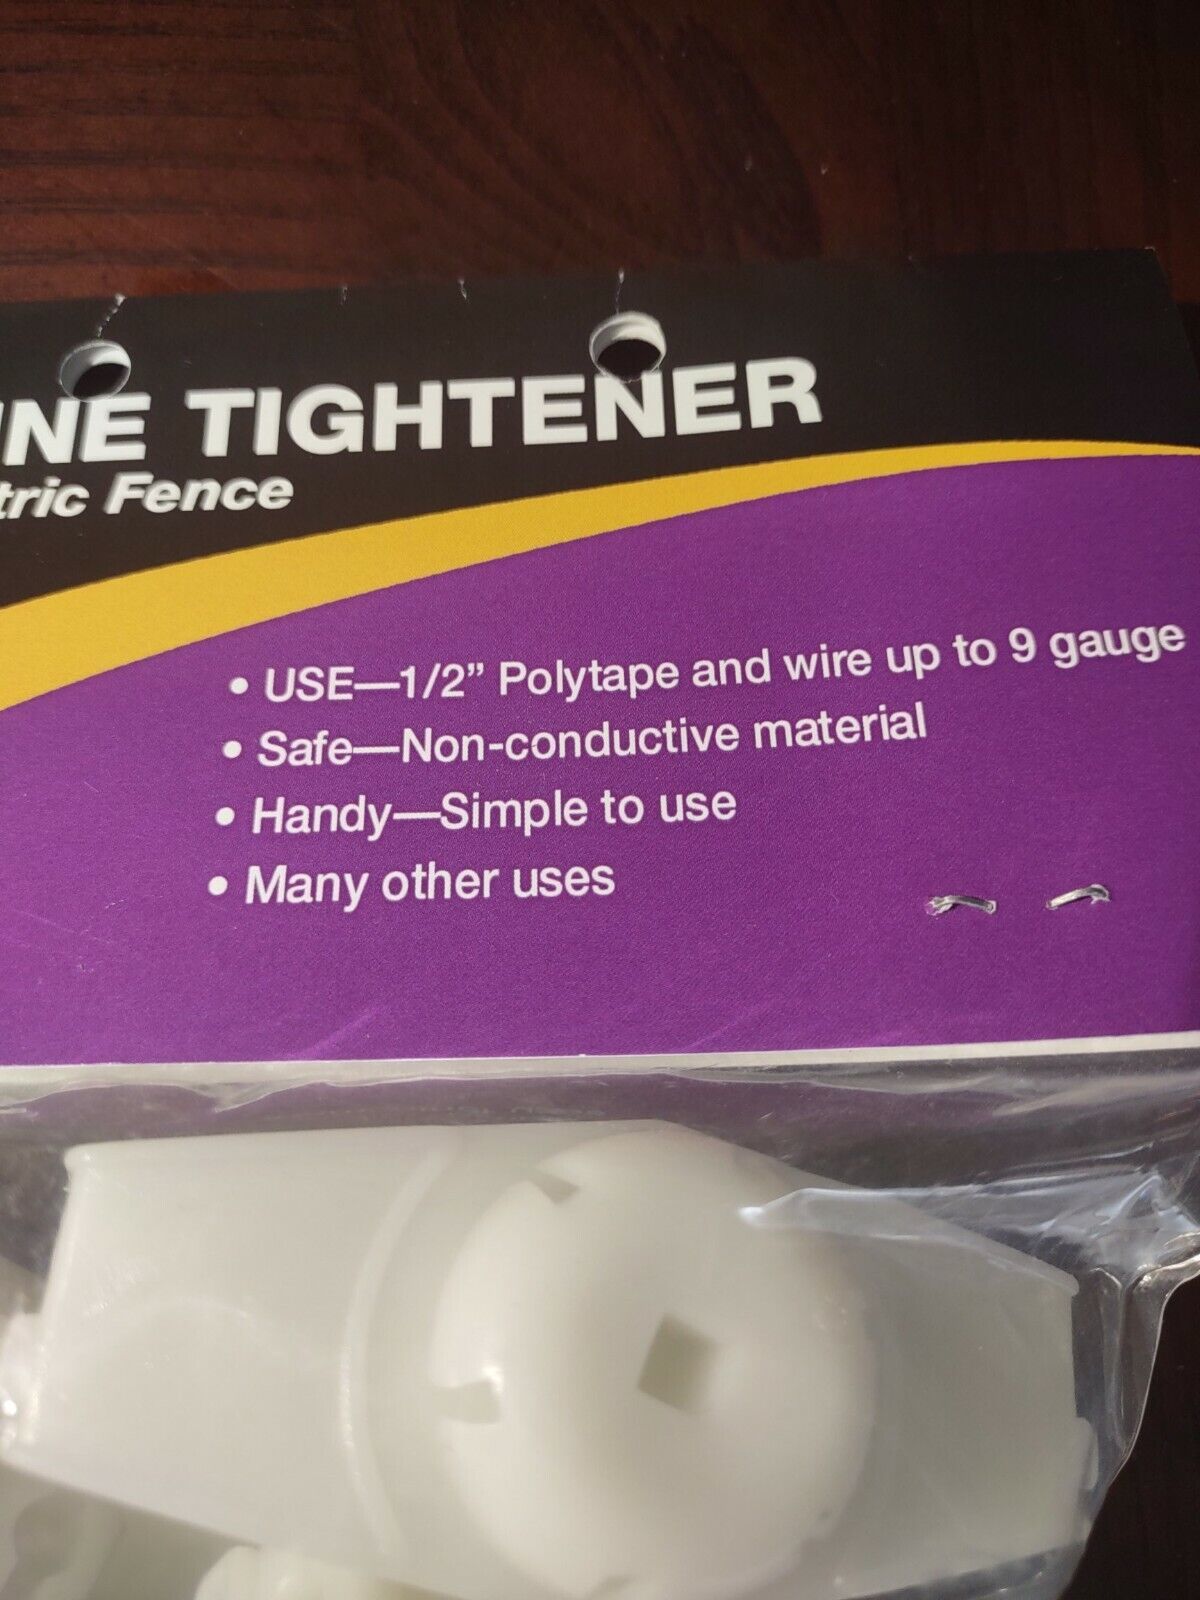 INE TIGHTENER
tric Fence
• USE—1/2” Polytape and wire up to 9 gauge
• Safe—Non-conductive material
• Handy—Simple to use
• Many other uses